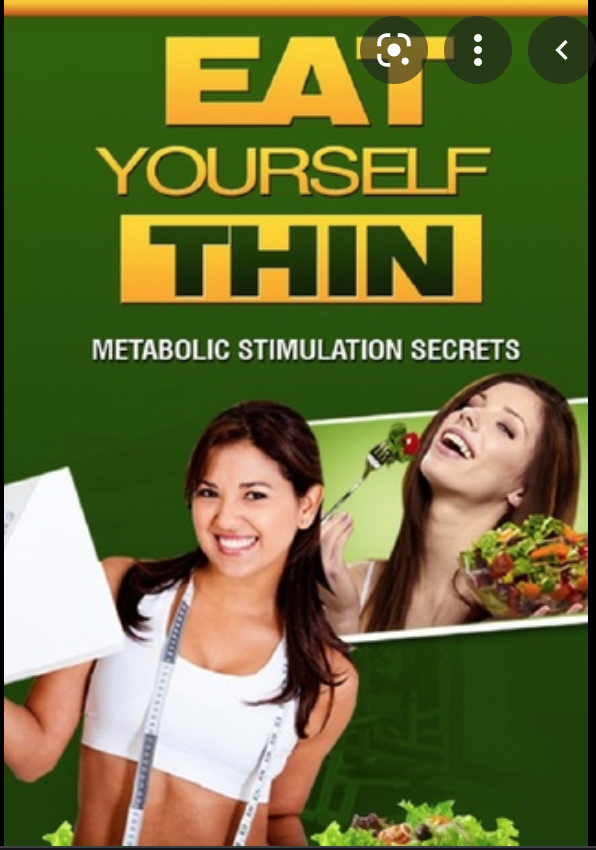 EAT
YOURSELF
THIN
METABOLIC STIMULATION SECRETS